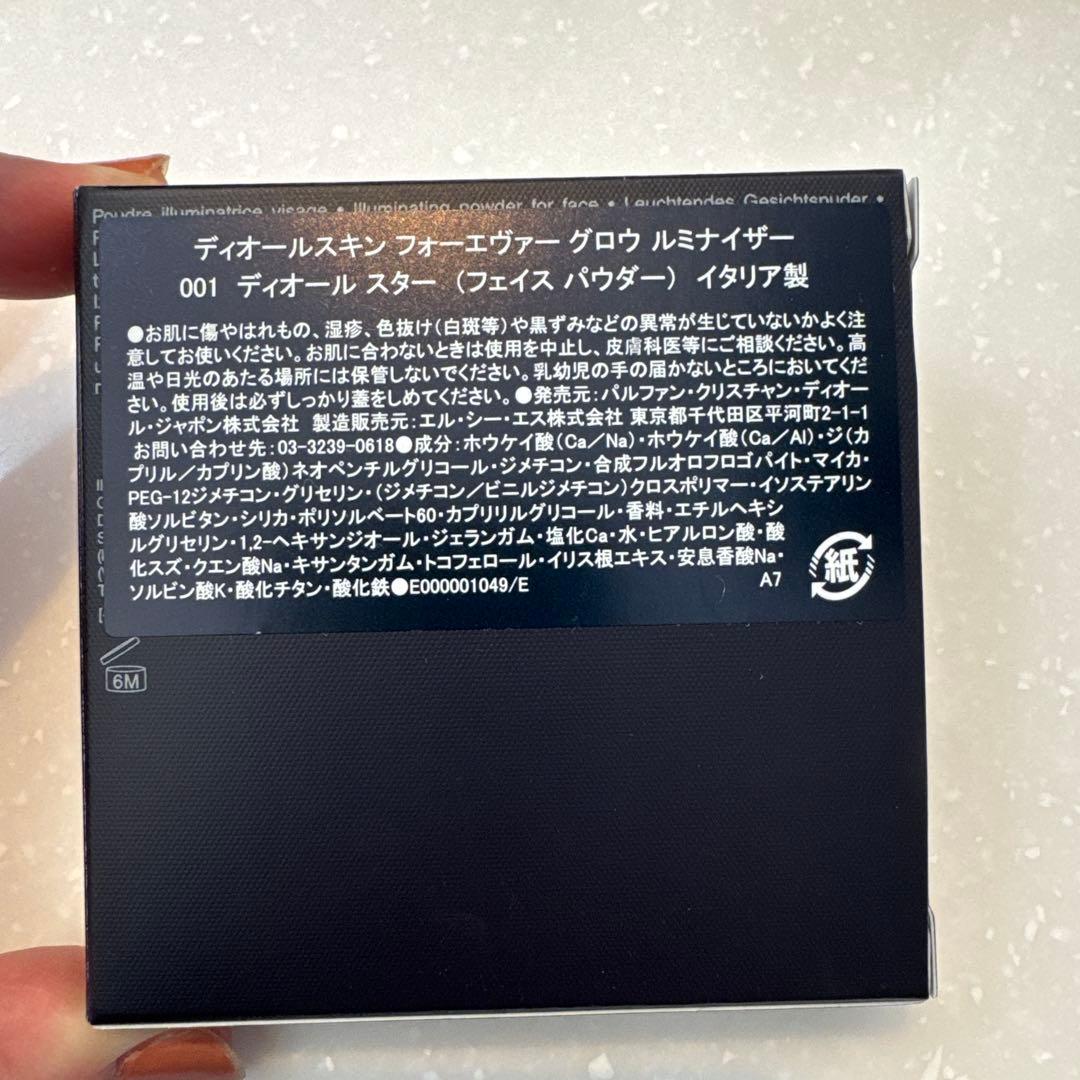 Poudre illuminatrice visage • Illuminating powder for face • Leuchtendes Gesichtspuder •
ディオールスキン フォーエヴァー グロウ ルミナイザー
001 ディオール スター （フェイス パウダー） イタリア製
●お肌に傷やはれもの、湿疹、色抜け(白斑等)や黒ずみなどの異常が生じていないかよく注
意してお使いください。お肌に合わないときは使用を中止し、皮膚科医等にご相談ください。高
温や日光のあたる場所には保管しないでください。乳幼児の手の届かないところにおいてくだ
さい。使用後は必ずしっかり蓋をしめてください。●発売元：パルファン・クリスチャン・ディオー
ル・ジャポン株式会社 製造販売元：エル・シー・エス株式会社 東京都千代田区平河町2-1-1
お問い合わせ先：03-3239-0618●成分：ホウケイ酸（Ca／Na）・ホウケイ酸（Ca／Al）・ジ（カ
プリル／カプリン酸）ネオペンチルグリコール・ジメチコン・合成フルオロフロゴパイト・マイカ・
PEG-12ジメチコン・グリセリン・（ジメチコン／ビニルジメチコン）クロスポリマー・イソステアリン
酸ソルビタン・シリカ・ポリソルベート60・カプリリルグリコール・香料・エチルヘキシ
ルグリセリン・1,2-ヘキサンジオール・ジェランガム・塩化Ca・水・ヒアルロン酸・酸
化スズ・クエン酸Na・キサンタンガム・トコフェロール・イリス根エキス・安息香酸Na・
ソルビン酸K・酸化チタン・酸化鉄●E000001049/E
A7
紙
6M